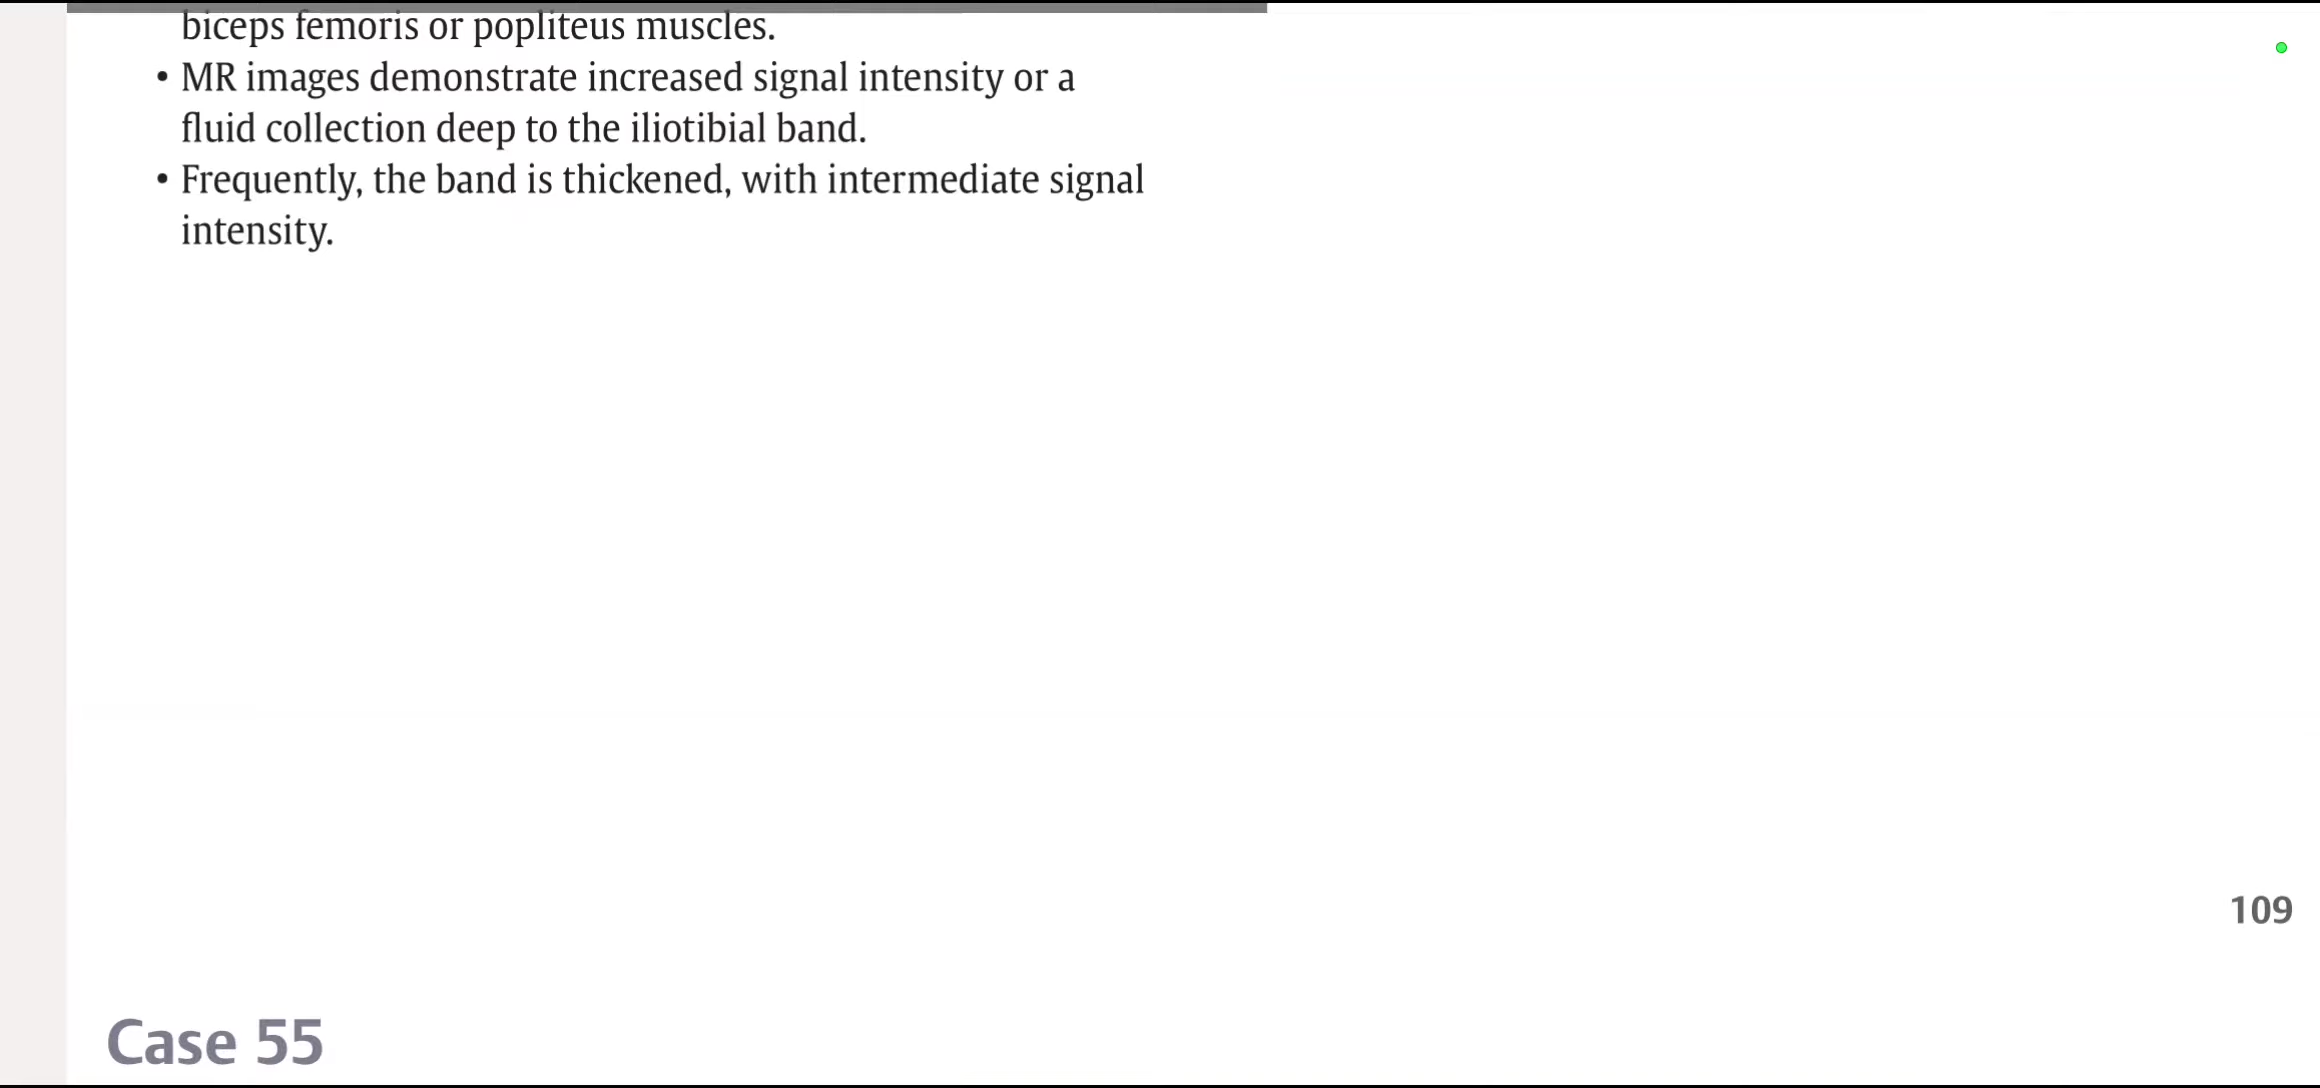 biceps femoris or popliteus muscles.
• MR images demonstrate increased signal intensity or a
fluid collection deep to the iliotibial band.
• Frequently, the band is thickened, with intermediate signal
intensity.
109
Case 55